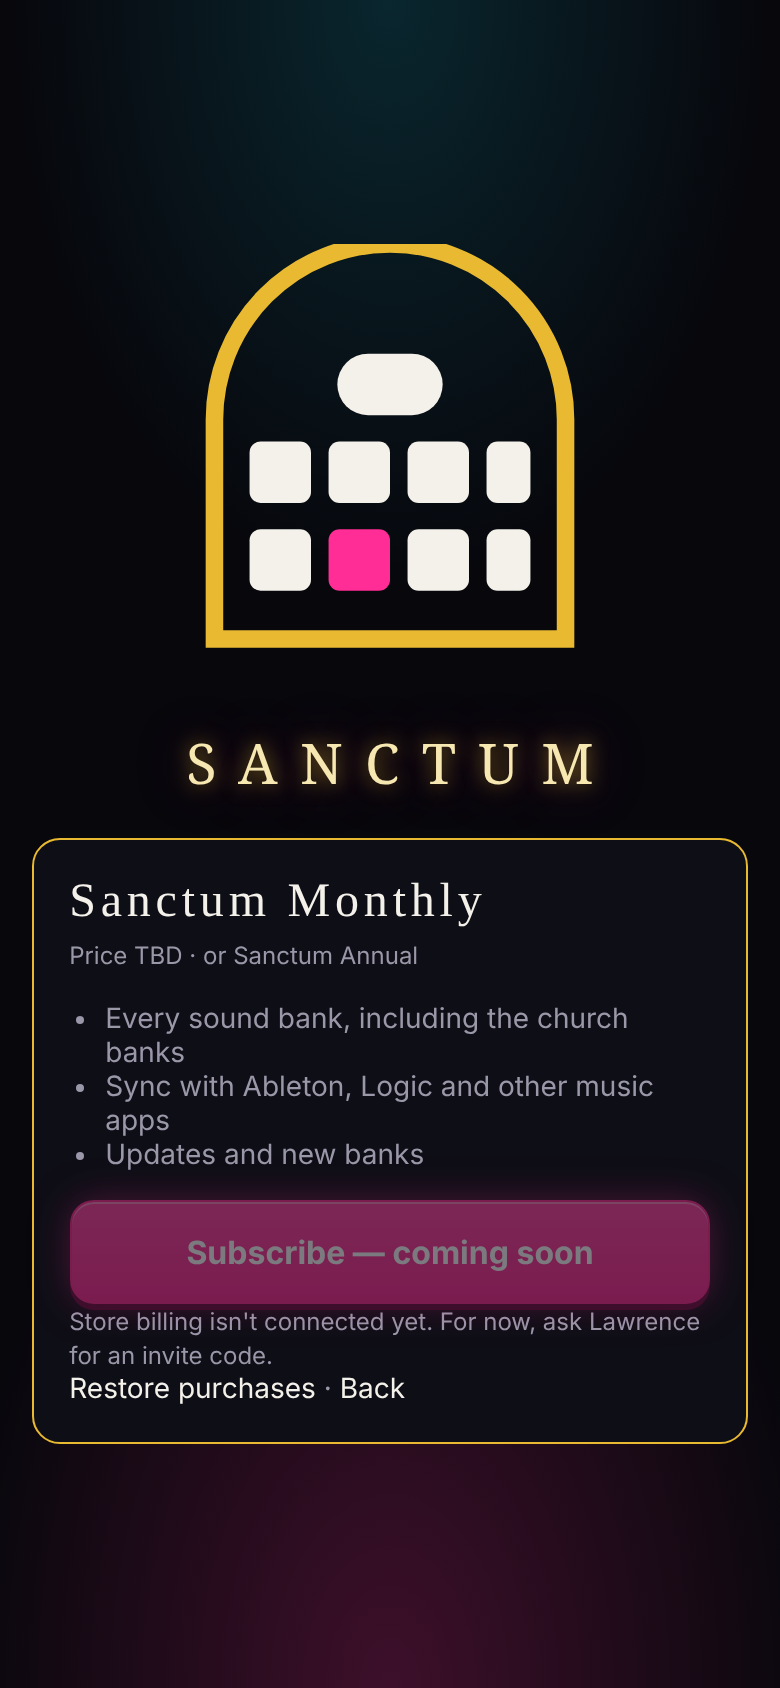 SANCTUM
Sanctum Monthly
Price TBD · or Sanctum Annual
• Every sound bank, including the church
banks
• Sync with Ableton, Logic and other music
apps
• Updates and new banks
Subscribe — coming soon
Store billing isn't connected yet. For now, ask Lawrence
for an invite code.
Restore purchases · Back